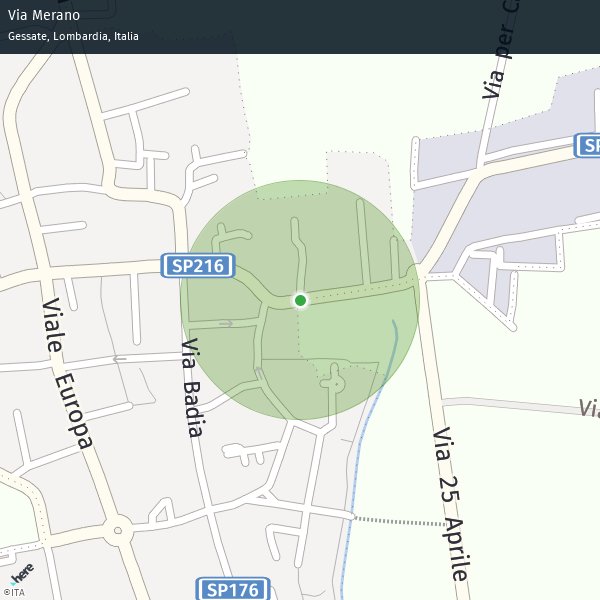 Via Merano
Gessate, Lombardia, Italia
Via per C
SP
SP216
Viale Europa
Via Badia
Via 25 Aprile
SP176
here
©ITA